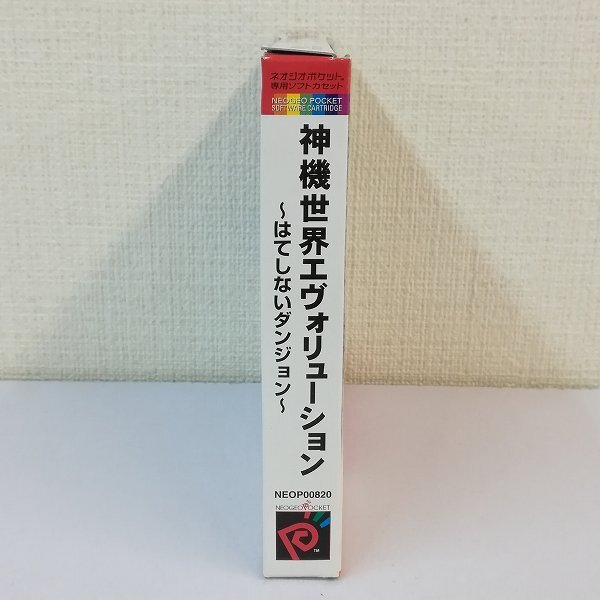 ネオジオポケット®
専用ソフトカセット
NEOGEO POCKET
SOFTWARE CARTRIDGE
神機世界エヴォリューション
～はてしないダンジョン～
NEOP00820
NEOGEO POCKET
TM